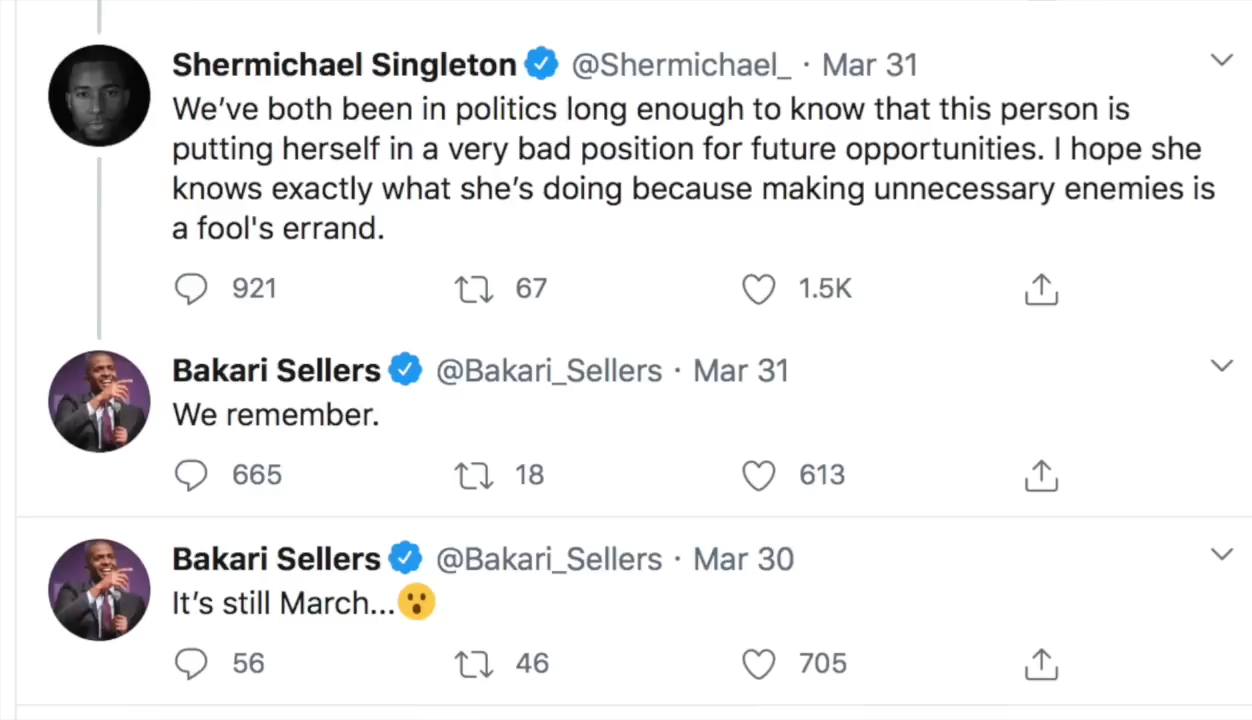 Shermichael Singleton @Shermichael_ · Mar 31
We’ve both been in politics long enough to know that this person is
putting herself in a very bad position for future opportunities. I hope she
knows exactly what she’s doing because making unnecessary enemies is
a fool's errand.
921 67 1.5K
Bakari Sellers @Bakari_Sellers · Mar 31
We remember.
665 18 613
Bakari Sellers @Bakari_Sellers · Mar 30
It’s still March...😮
56 46 705